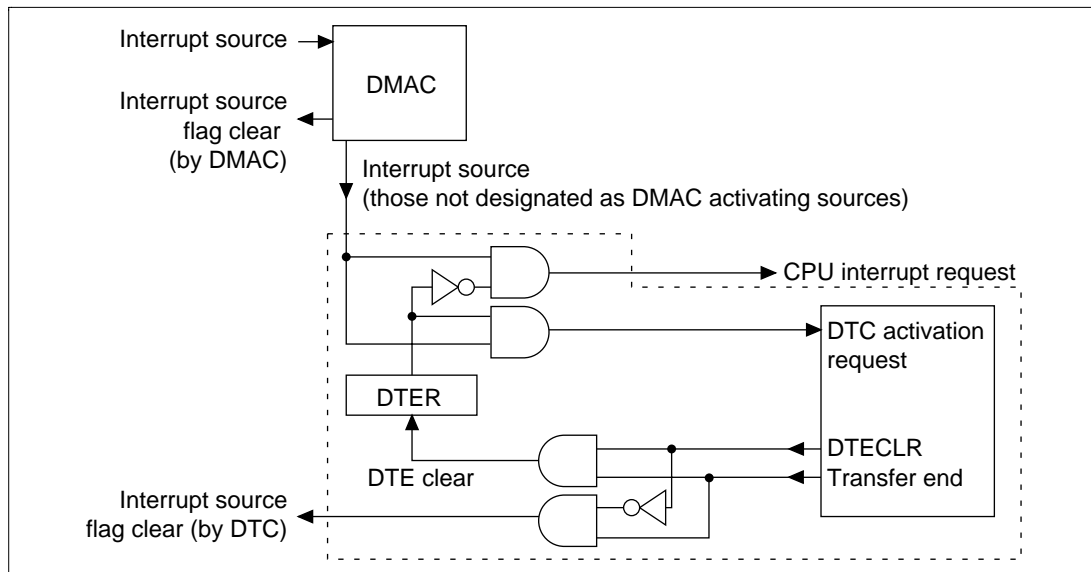 Interrupt source
DMAC
Interrupt source
flag clear
(by DMAC)
Interrupt source
(those not designated as DMAC activating sources)
CPU interrupt request
DTC activation
request
DTER
DTECLR
DTE clear
Transfer end
Interrupt source
flag clear (by DTC)